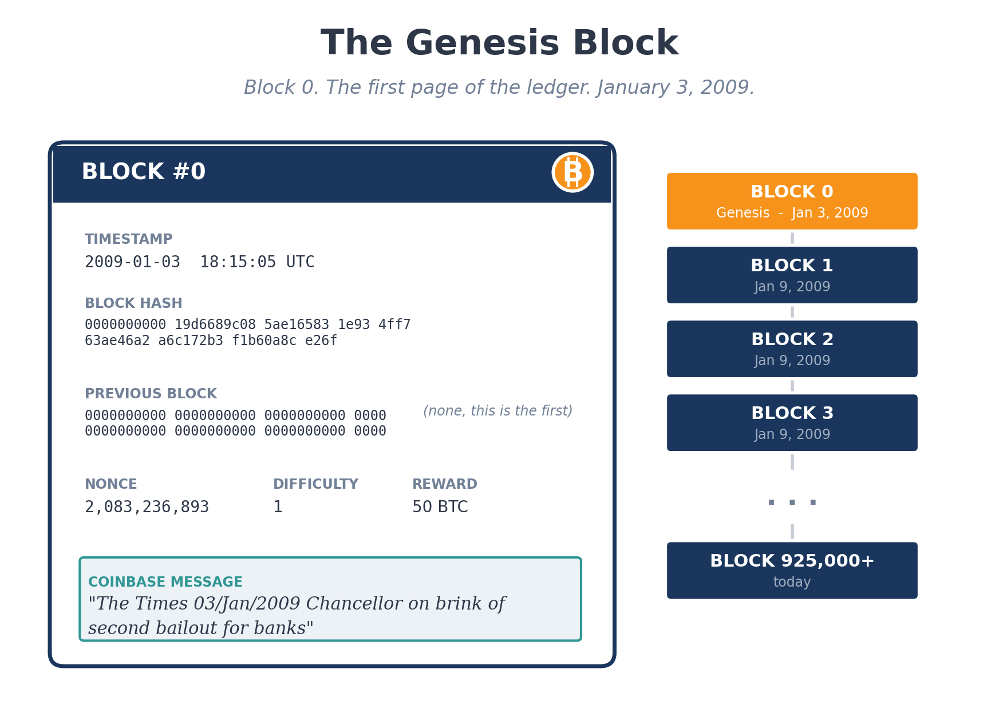 The Genesis Block
Block 0. The first page of the ledger. January 3, 2009.
BLOCK #0
B
TIMESTAMP
2009-01-03  18:15:05 UTC
BLOCK HASH
0000000000 19d6689c08 5ae16583 1e93 4ff7
63ae46a2 a6c172b3 f1b60a8c e26f
PREVIOUS BLOCK
0000000000 0000000000 0000000000 0000
0000000000 0000000000 0000000000 0000
(none, this is the first)
NONCE
2,083,236,893
DIFFICULTY
1
REWARD
50 BTC
COINBASE MESSAGE
"The Times 03/Jan/2009 Chancellor on brink of
second bailout for banks"
BLOCK 0
Genesis  -  Jan 3, 2009
BLOCK 1
Jan 9, 2009
BLOCK 2
Jan 9, 2009
BLOCK 3
Jan 9, 2009
. . .
BLOCK 925,000+
today